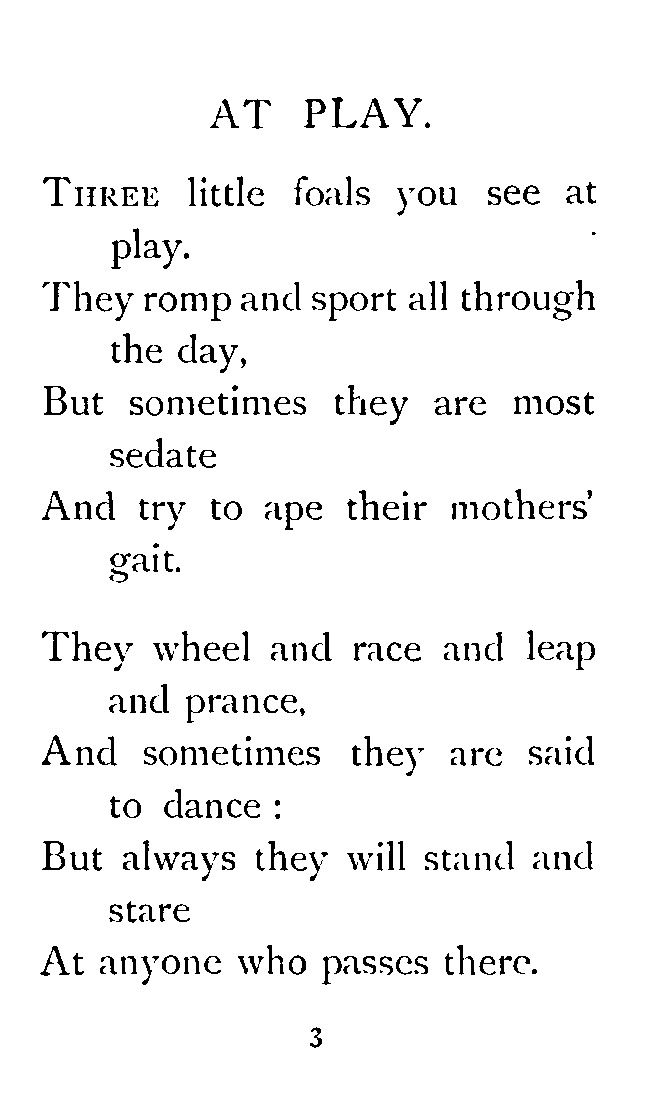 AT PLAY.
THREE little foals you see at
play.
They romp and sport all through
the day,
But sometimes they are most
sedate
And try to ape their mothers'
gait.
They wheel and race and leap
and prance,
And sometimes they are said
to dance :
But always they will stand and
stare
At anyone who passes there.
3